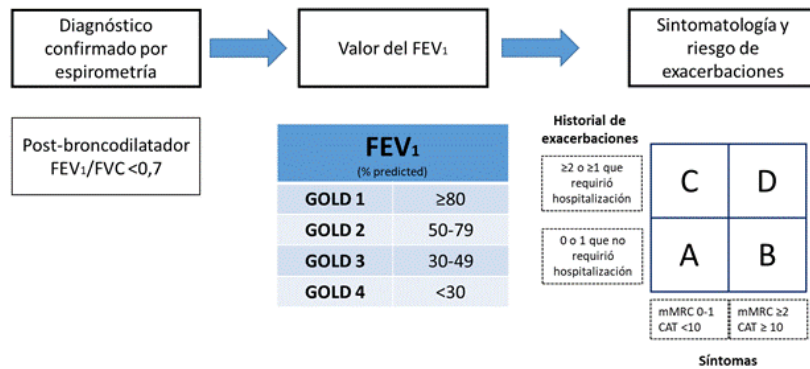 Diagnóstico
confirmado por
espirometría
Valor del FEV₁
Sintomatología y
riesgo de
exacerbaciones
Post-broncodilatador
FEV₁/FVC <0,7
FEV₁
(% predicted)
GOLD 1 ≥80
GOLD 2 50-79
GOLD 3 30-49
GOLD 4 <30
Historial de
exacerbaciones
≥2 o ≥1 que
requirió
hospitalización
C D
0 o 1 que no
requirió
hospitalización
A B
mMRC 0-1
CAT <10
mMRC ≥2
CAT ≥ 10
Síntomas